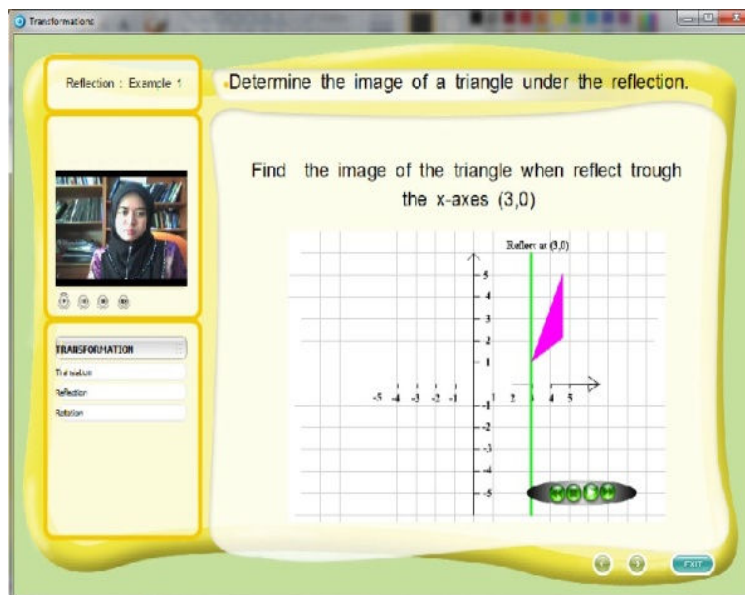 Transformations
Reflection : Example 1
Determine the image of a triangle under the reflection.
Find the image of the triangle when reflect trough
the x-axes (3,0)
Reflect at (3,0)
5
4
3
2
1
-5 -4 -3 -2 -1 1 2 3 4 5
-1
-2
-3
-4
-5
TRANSFORMATION
Translation
Reflection
Rotation
EXIT